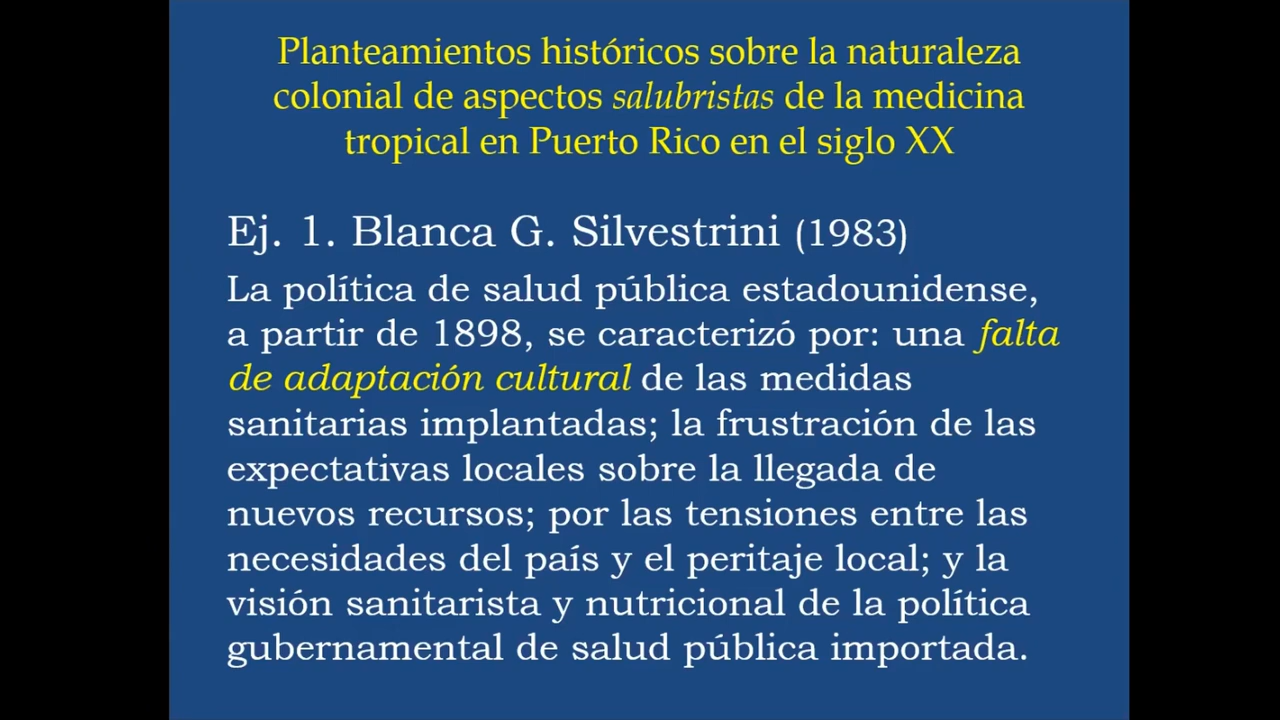 Planteamientos históricos sobre la naturaleza
colonial de aspectos salubristas de la medicina
tropical en Puerto Rico en el siglo XX
Ej. 1. Blanca G. Silvestrini (1983)
La política de salud pública estadounidense,
a partir de 1898, se caracterizó por: una falta
de adaptación cultural de las medidas
sanitarias implantadas; la frustración de las
expectativas locales sobre la llegada de
nuevos recursos; por las tensiones entre las
necesidades del país y el peritaje local; y la
visión sanitarista y nutricional de la política
gubernamental de salud pública importada.